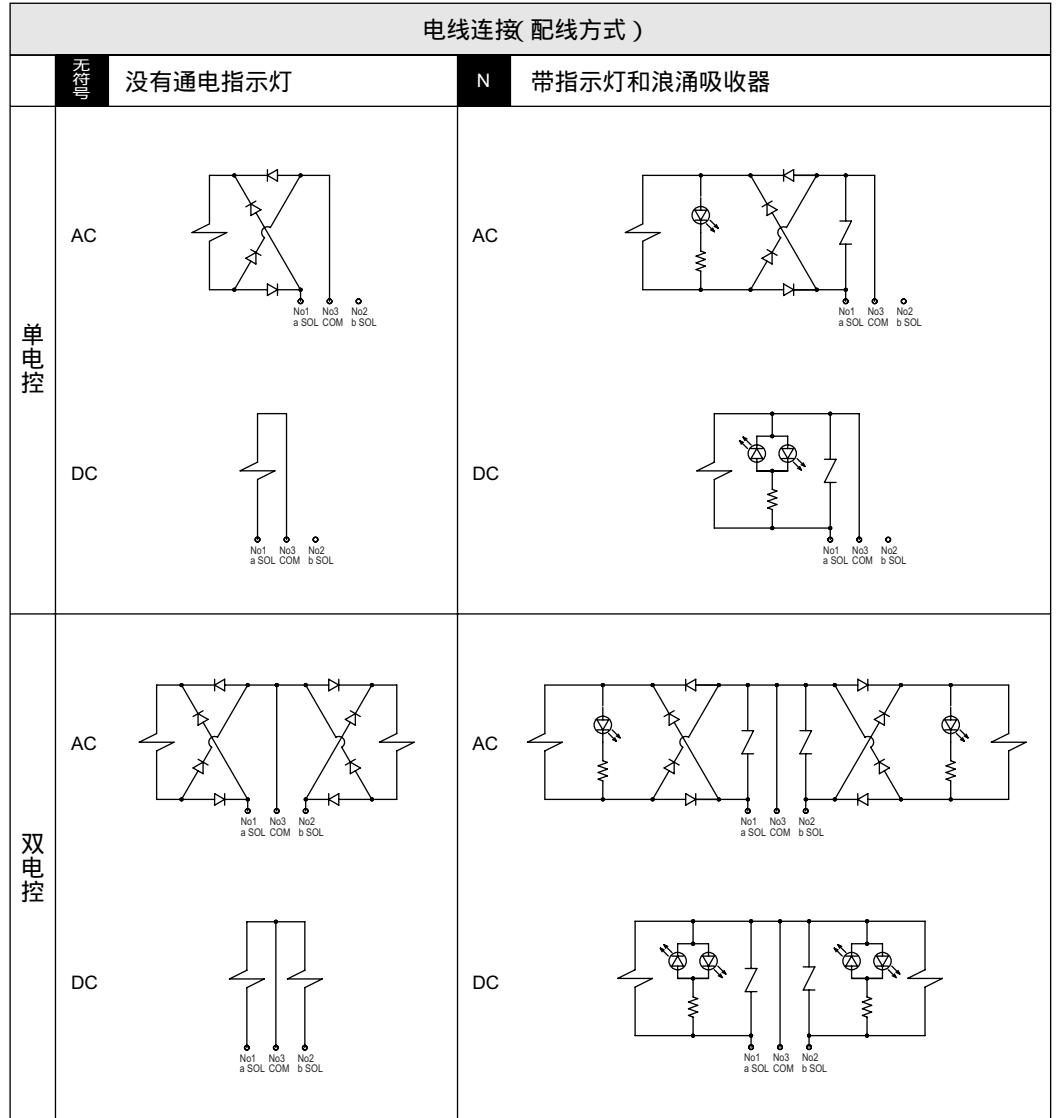 电线连接(配线方式)
无符号 没有通电指示灯 N 带指示灯和浪涌吸收器
单电控
AC
No1 No3 No2
a SOL COM b SOL
AC
No1 No3 No2
a SOL COM b SOL
DC
No1 No3 No2
a SOL COM b SOL
DC
No1 No3 No2
a SOL COM b SOL
双电控
AC
No1 No3 No2
a SOL COM b SOL
AC
No1 No3 No2
a SOL COM b SOL
DC
No1 No3 No2
a SOL COM b SOL
DC
No1 No3 No2
a SOL COM b SOL